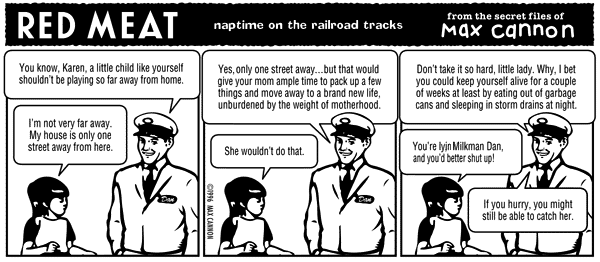 RED MEAT
naptime on the railroad tracks
from the secret files of
Max cannon
You know, Karen, a little child like yourself
shouldn't be playing so far away from home.
I'm not very far away.
My house is only one
street away from here.
Dan
©1996 MAX CANNON
Yes, only one street away...but that would
give your mom ample time to pack up a few
things and move away to a brand new life,
unburdened by the weight of motherhood.
She wouldn't do that.
Don't take it so hard, little lady. Why, I bet
you could keep yourself alive for a couple
of weeks at least by eating out of garbage
cans and sleeping in storm drains at night.
You're lyin Milkman Dan,
and you'd better shut up!
If you hurry, you might
still be able to catch her.